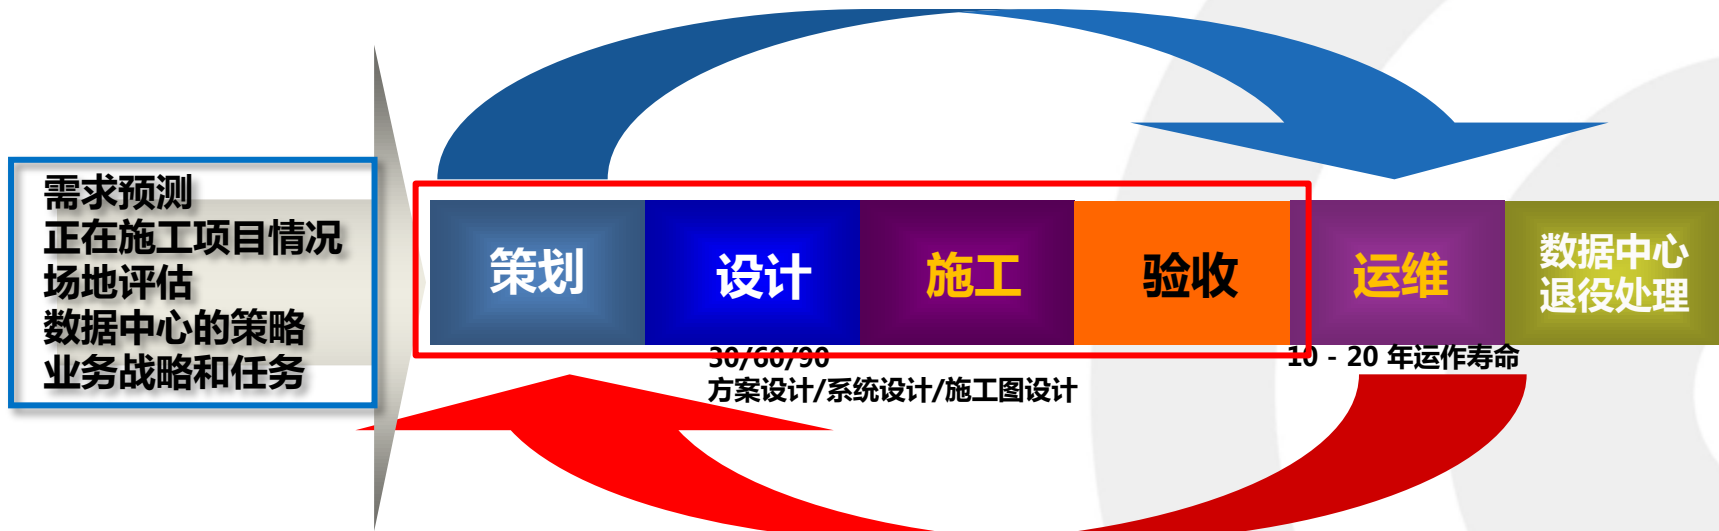 需求预测
正在施工项目情况
场地评估
数据中心的策略
业务战略和任务
策划
设计
施工
验收
运维
数据中心
退役处理
30/60/90
方案设计/系统设计/施工图设计
10 - 20 年运作寿命